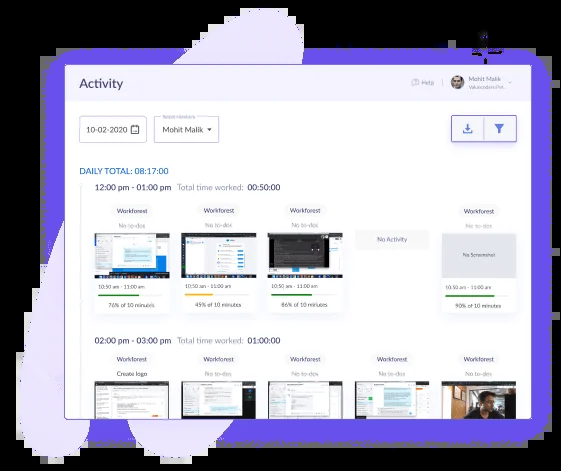 Activity
Help
Mohit Malik
10-02-2020
Mohit Malik
DAILY TOTAL: 08:17:00
12:00 pm - 01:00 pm Total time worked: 00:50:00
Workforest Workforest Workforest Workforest
No to-dos No to-dos No to-dos No to-dos
No Activity
No Screenshot
10:50 am - 11:00 am 10:50 am - 11:00 am 10:50 am - 11:00 am 10:50 am - 11:00 am
76% of 10 minutes 45% of 10 minutes 86% of 10 minutes 90% of 10 minutes
02:00 pm - 03:00 pm Total time worked: 01:00:00
Workforest Workforest Workforest Workforest Workforest
Create logo No to-dos No to-dos No to-dos No to-dos